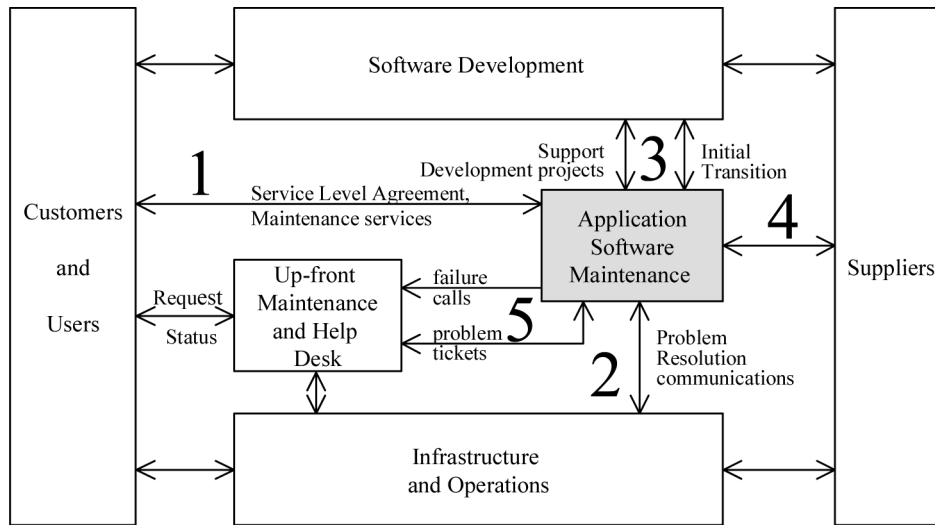 Software Development
Support
Development projects
3
Initial
Transition
1
Service Level Agreement,
Maintenance services
Customers
and
Users
Application
Software
Maintenance
4
Suppliers
Up-front
Maintenance
and Help
Desk
Request
Status
failure
calls
5
problem
tickets
2
Problem
Resolution
communications
Infrastructure
and Operations